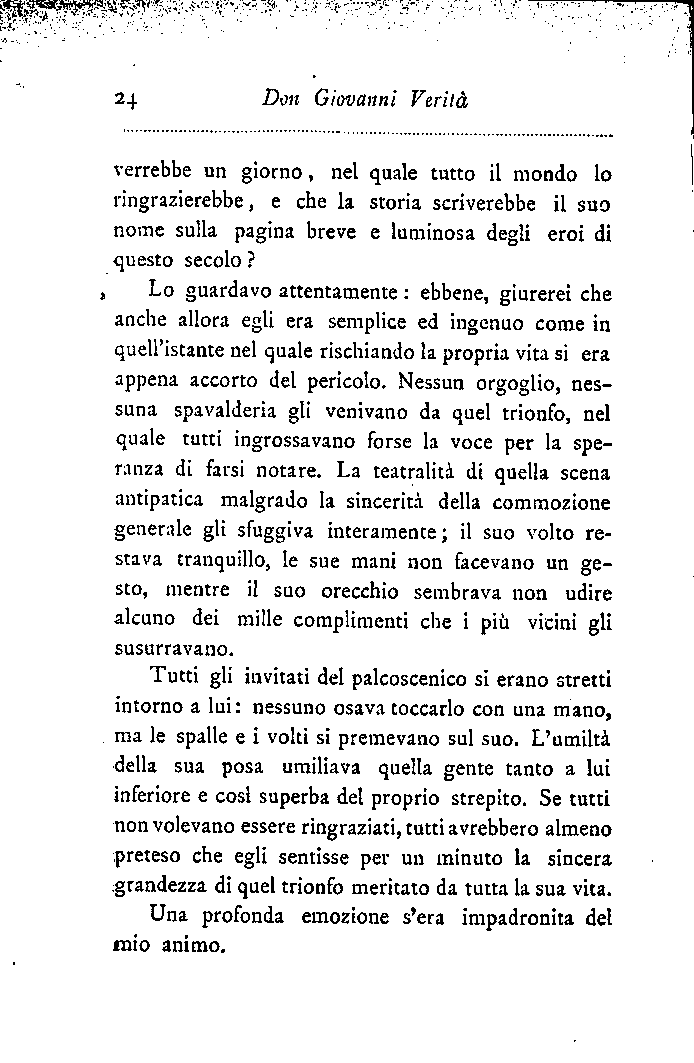 24 Don Giovanni Verità
verrebbe un giorno, nel quale tutto il mondo lo
ringrazierebbe, e che la storia scriverebbe il suo
nome sulla pagina breve e luminosa degli eroi di
questo secolo?
Lo guardavo attentamente: ebbene, giurerei che
anche allora egli era semplice ed ingenuo come in
quell'istante nel quale rischiando la propria vita si era
appena accorto del pericolo. Nessun orgoglio, nes-
suna spavalderia gli venivano da quel trionfo, nel
quale tutti ingrossavano forse la voce per la spe-
ranza di farsi notare. La teatralità di quella scena
antipatica malgrado la sincerità della commozione
generale gli sfuggiva interamente; il suo volto re-
stava tranquillo, le sue mani non facevano un ge-
sto, mentre il suo orecchio sembrava non udire
alcuno dei mille complimenti che i più vicini gli
susurravano.
Tutti gli invitati del palcoscenico si erano stretti
intorno a lui: nessuno osava toccarlo con una mano,
ma le spalle e i volti si premevano sul suo. L'umiltà
della sua posa umiliava quella gente tanto a lui
inferiore e così superba del proprio strepito. Se tutti
non volevano essere ringraziati, tutti avrebbero almeno
preteso che egli sentisse per un minuto la sincera
grandezza di quel trionfo meritato da tutta la sua vita.
Una profonda emozione s'era impadronita del
mio animo.